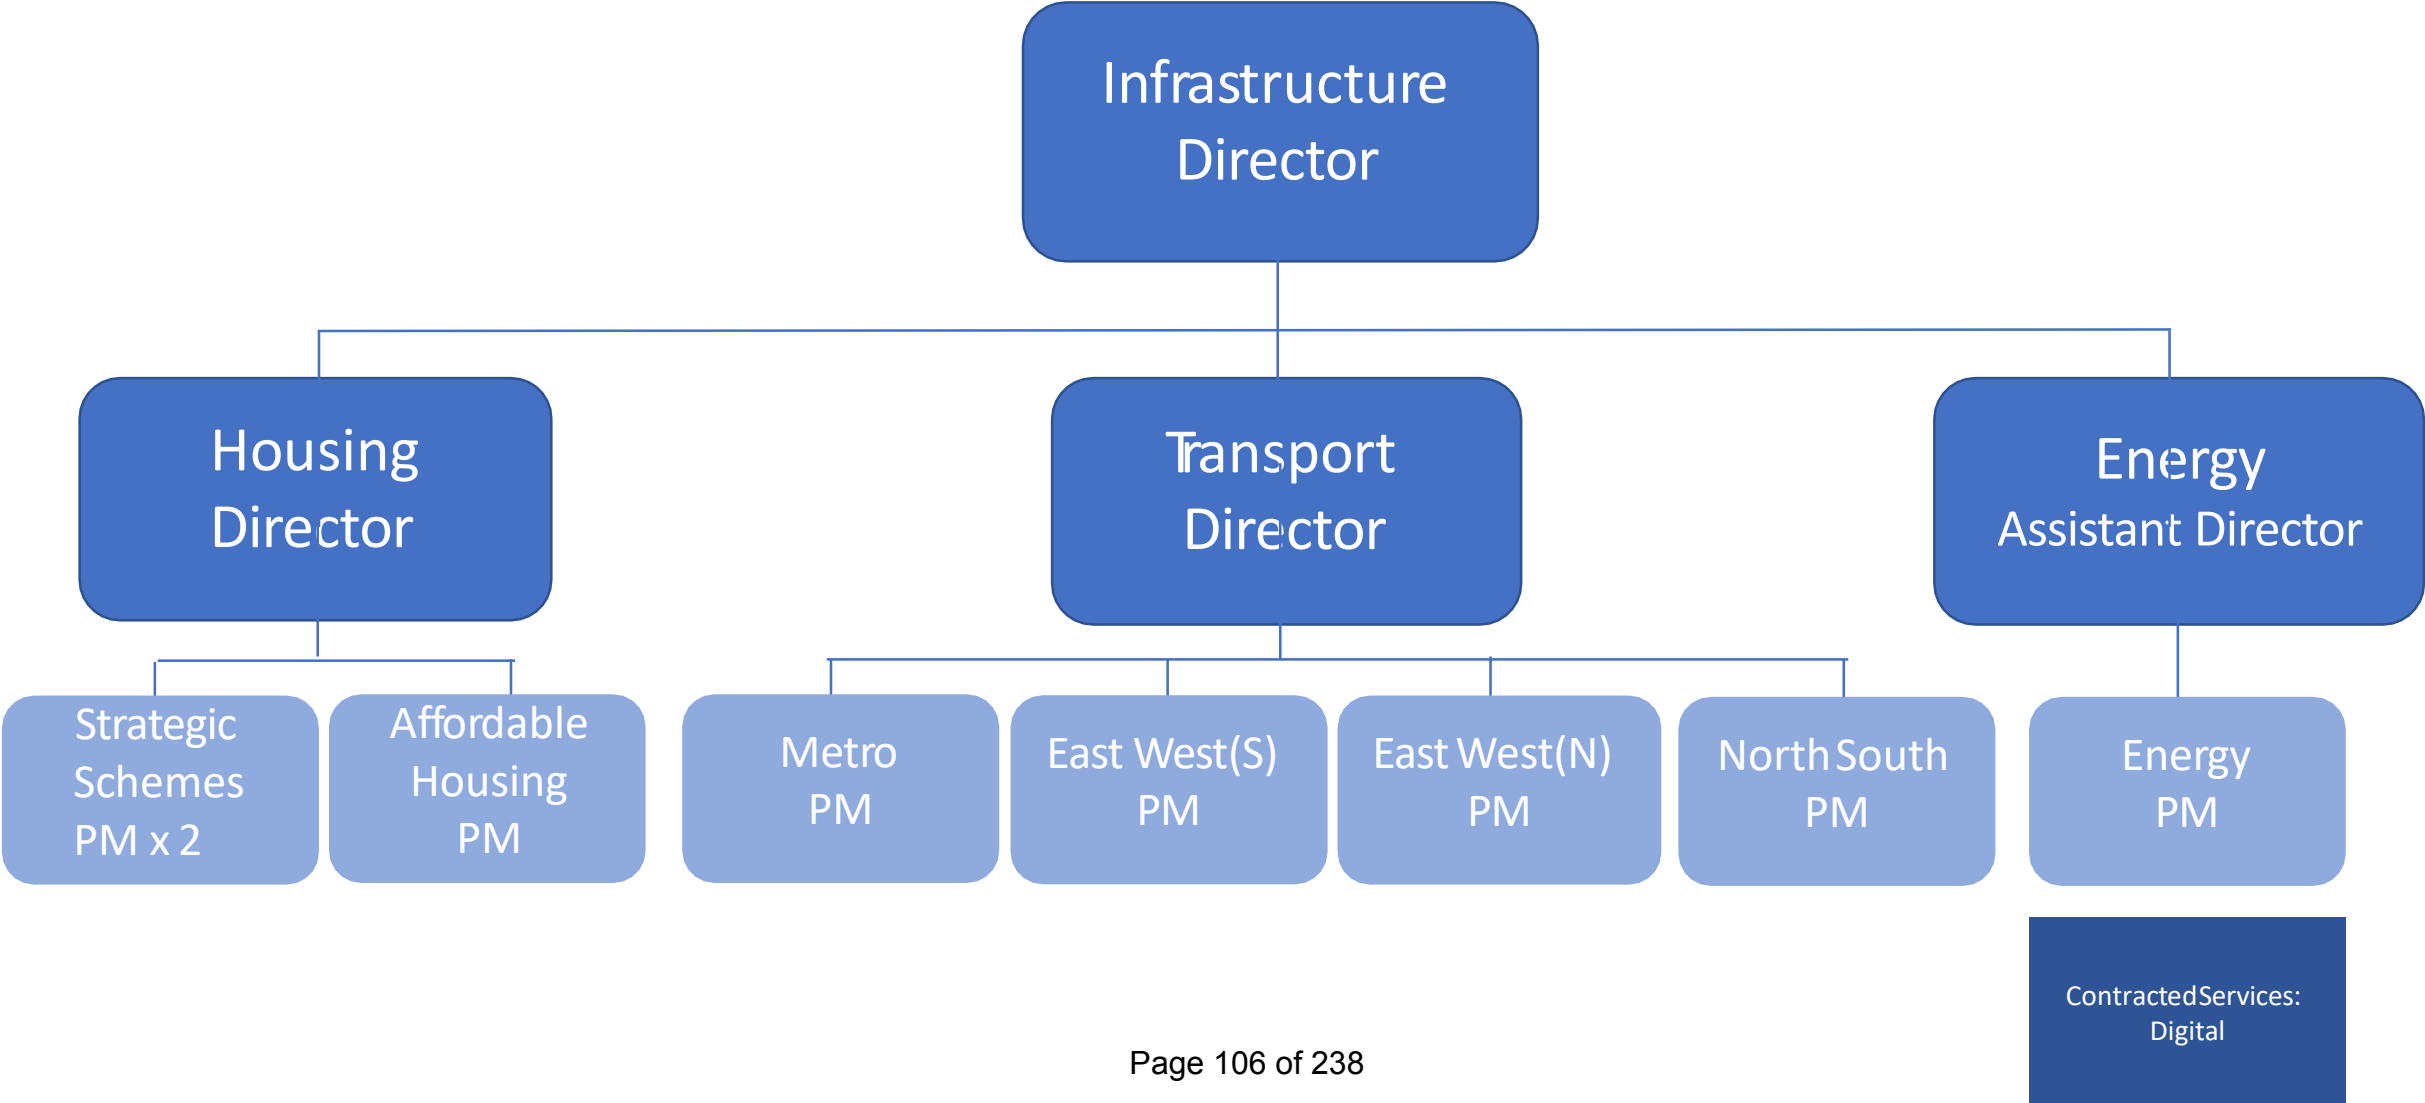 Infrastructure
Director
Housing
Director
Transport
Director
Energy
Assistant Director
Strategic
Schemes
PM x 2
Affordable
Housing
PM
Metro
PM
East West(S)
PM
East West(N)
PM
North South
PM
Energy
PM
Contracted Services:
Digital
Page 106 of 238